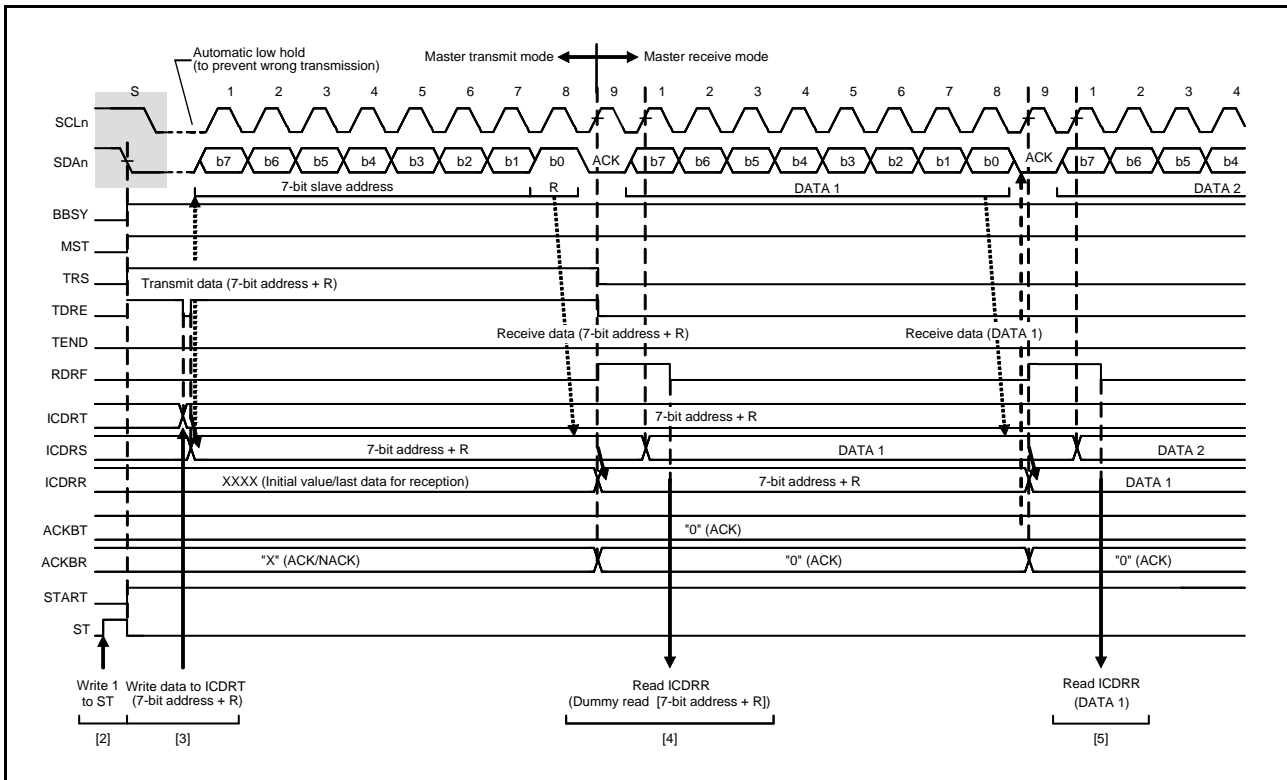 Automatic low hold
(to prevent wrong transmission)
Master transmit mode
Master receive mode
S 1 2 3 4 5 6 7 8 9 1 2 3 4 5 6 7 8 9 1 2 3 4
SCLn
SDAn b7 b6 b5 b4 b3 b2 b1 b0 ACK b7 b6 b5 b4 b3 b2 b1 b0 ACK b7 b6 b5 b4
7-bit slave address R DATA 1 DATA 2
BBSY
MST
TRS
Transmit data (7-bit address + R)
TDRE
Receive data (7-bit address + R) Receive data (DATA 1)
TEND
RDRF
ICDRT 7-bit address + R
ICDRS 7-bit address + R DATA 1 DATA 2
ICDRR XXXX (Initial value/last data for reception) 7-bit address + R DATA 1
ACKBT "0" (ACK)
ACKBR "X" (ACK/NACK) "0" (ACK) "0" (ACK)
START
ST
Write 1
to ST
Write data to ICDRT
(7-bit address + R)
Read ICDRR
(Dummy read [7-bit address + R])
Read ICDRR
(DATA 1)
[2] [3] [4] [5]